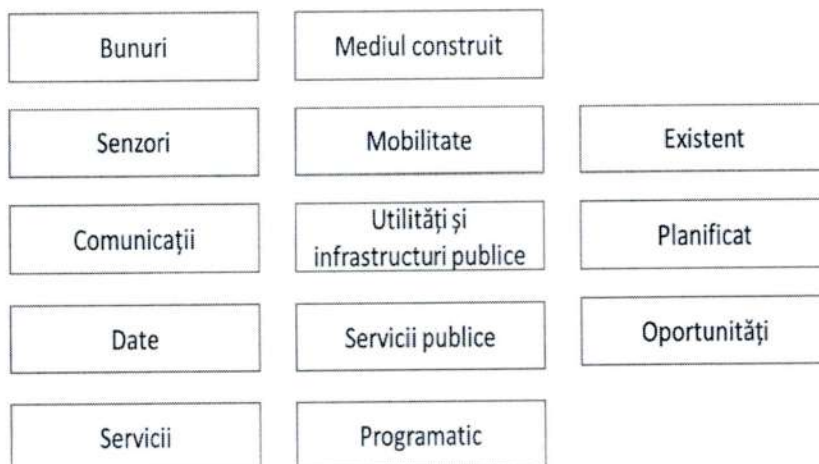 Bunuri
Mediul construit
Senzori
Mobilitate
Existent
Comunicații
Utilități și
infrastructuri publice
Planificat
Date
Servicii publice
Oportunități
Servicii
Programatic